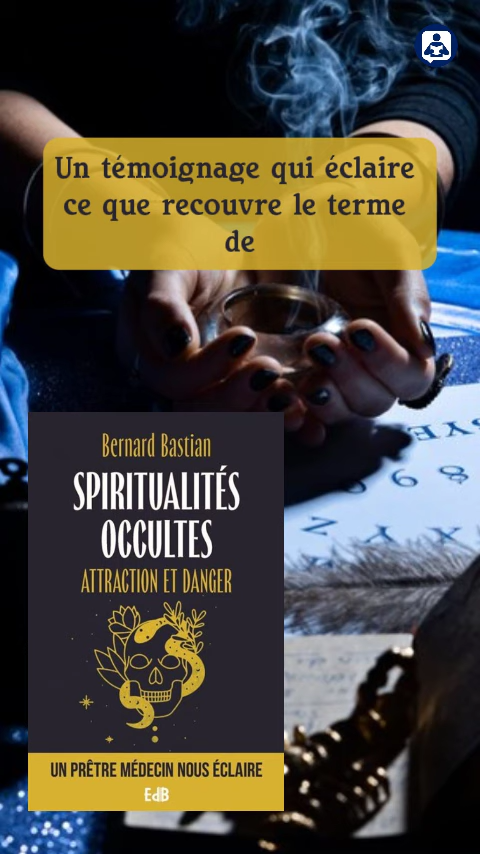 Un témoignage qui éclaire
ce que recouvre le terme
de
Bernard Bastian
SPIRITUALITÉS
OCCULTES
ATTRACTION ET DANGER
UN PRÊTRE MÉDECIN NOUS ÉCLAIRE
EdB